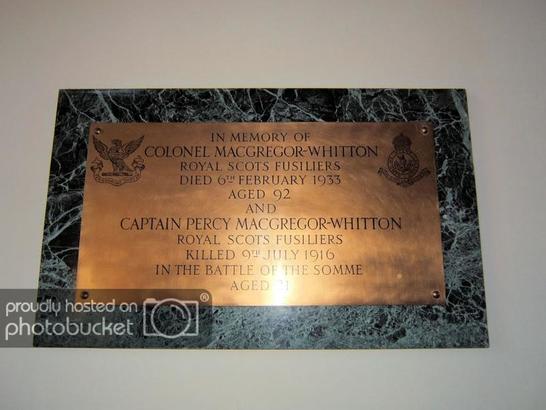 IN MEMORY OF
COLONEL MACGREGOR-WHITTON
ROYAL SCOTS FUSILIERS
DIED 6TH FEBRUARY 1933
AGED 92
AND
CAPTAIN PERCY MACGREGOR-WHITTON
ROYAL SCOTS FUSILIERS
KILLED 9TH JULY 1916
IN THE BATTLE OF THE SOMME
AGED
proudly hosted on
photobucket